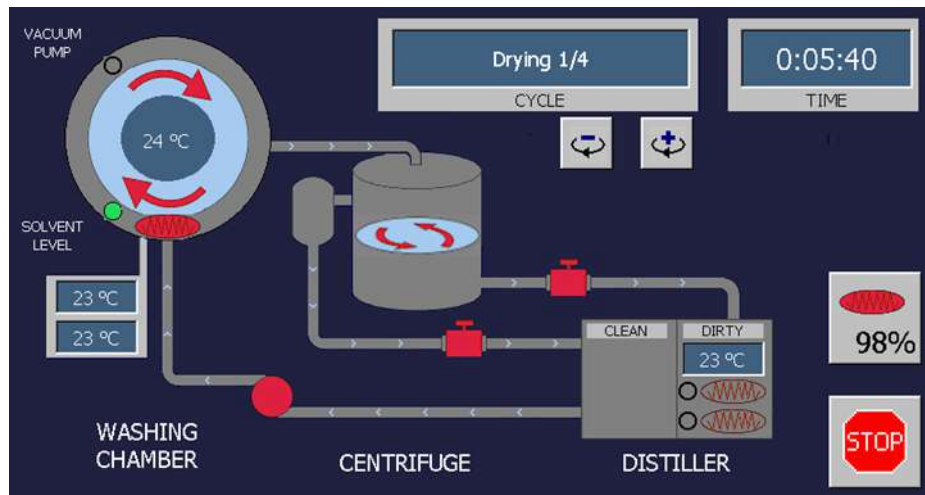 VACUUM
PUMP
Drying 1/4
CYCLE
0:05:40
TIME
24 ºC
SOLVENT
LEVEL
23 ºC
23 ºC
CLEAN
DIRTY
23 ºC
98%
STOP
WASHING
CHAMBER
CENTRIFUGE
DISTILLER